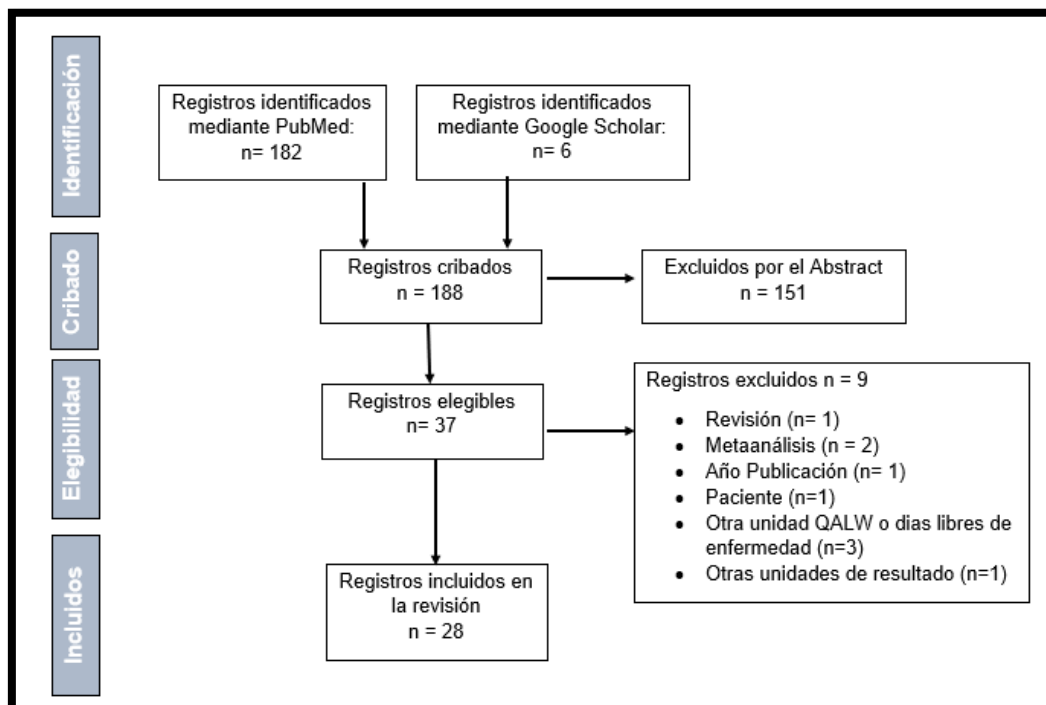 Identificación
Registros identificados
mediante PubMed:
n= 182
Registros identificados
mediante Google Scholar:
n= 6
Cribado
Registros cribados
n = 188
Excluidos por el Abstract
n = 151
Elegibilidad
Registros elegibles
n= 37
Registros excluidos n = 9
• Revisión (n= 1)
• Metaanálisis (n = 2)
• Año Publicación (n= 1)
• Paciente (n=1)
• Otra unidad QALW o dias libres de
enfermedad (n=3)
• Otras unidades de resultado (n=1)
Incluidos
Registros incluidos en
la revisión
n = 28